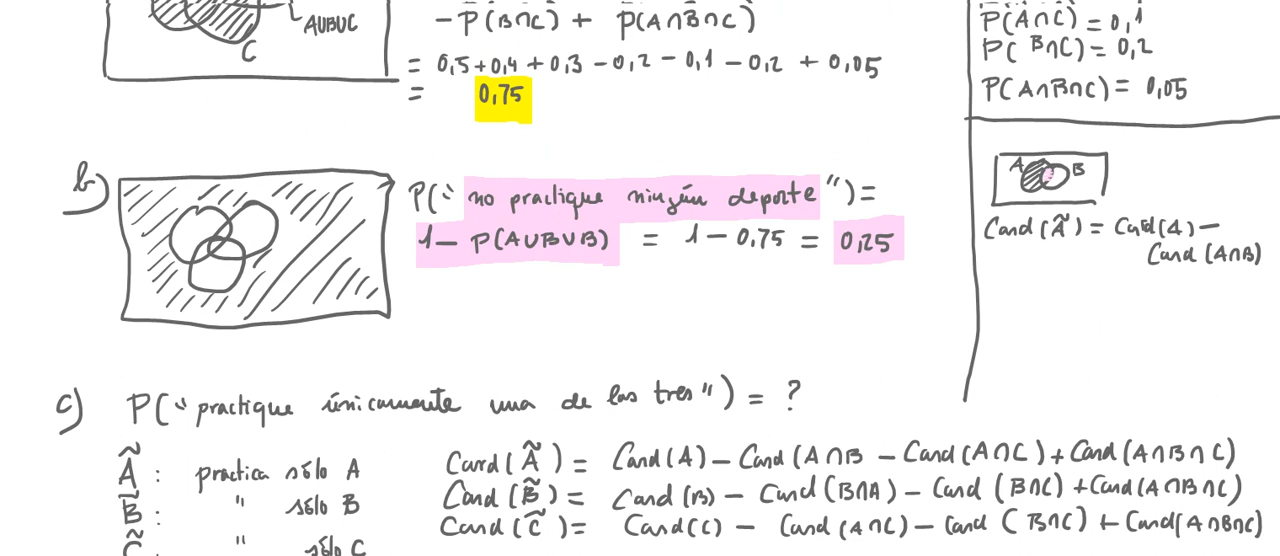 AUBUC
C
-P(B∩C) + P(A∩B∩C)
= 0,5+0,4+0,3-0,2-0,1-0,2+0,05
= 0,75
P(A∩C)=0,1
P(B∩C)=0,2
P(A∩B∩C)=0,05
b)
P("no practique ningún deporte")=
1-P(AUBUB) = 1-0,75 = 0,25
A B
Card(Ã)=Card(A)-
Card(A∩B)
c) P("practique únicamente una de las tres")= ?
Ã: practica sólo A
B̃: " sólo B
C̃ " sólo C
Card(Ã)= Card(A)-Card(A∩B-Card(A∩C)+Card(A∩B∩C)
Card(B̃)= Card(B)-Card(B∩A)-Card(B∩C)+Card(A∩B∩C)
Card(C̃)= Card(C)-Card(A∩C)-Card(B∩C)+Card(A∩B∩C)